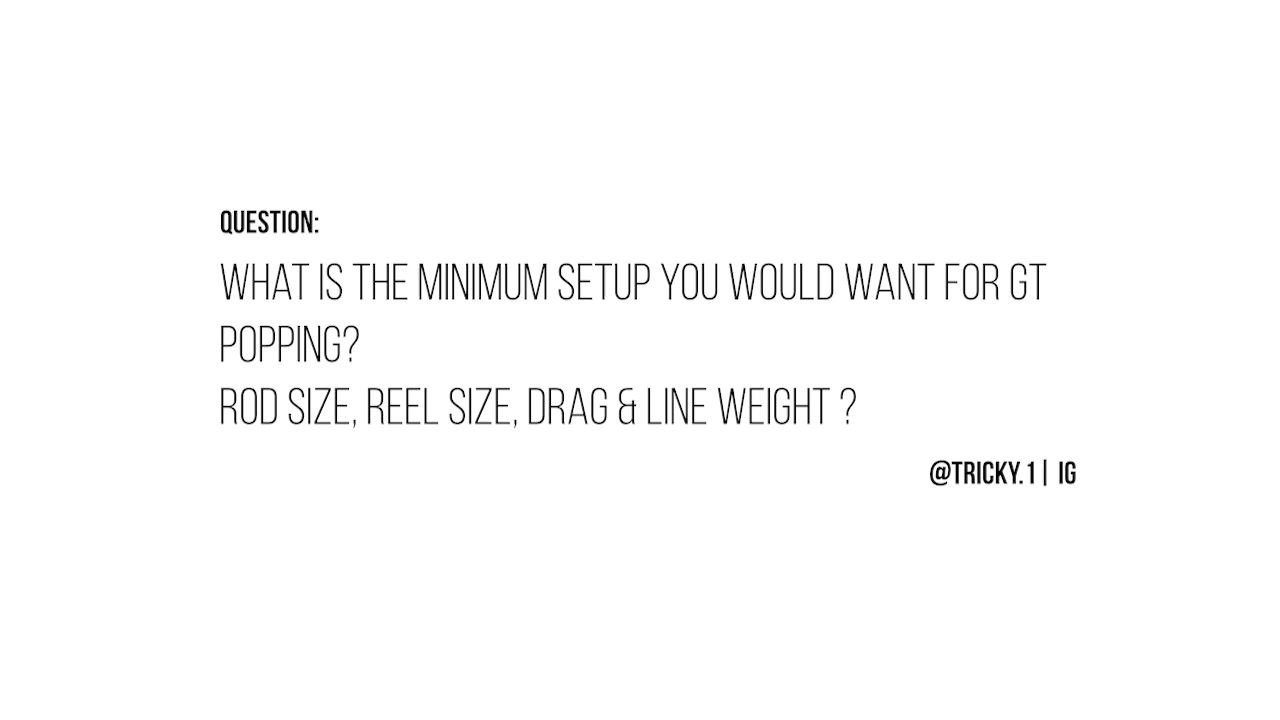 QUESTION:
WHAT IS THE MINIMUM SETUP YOU WOULD WANT FOR GT
POPPING?
ROD SIZE, REEL SIZE, DRAG & LINE WEIGHT ?
@TRICKY.1| IG